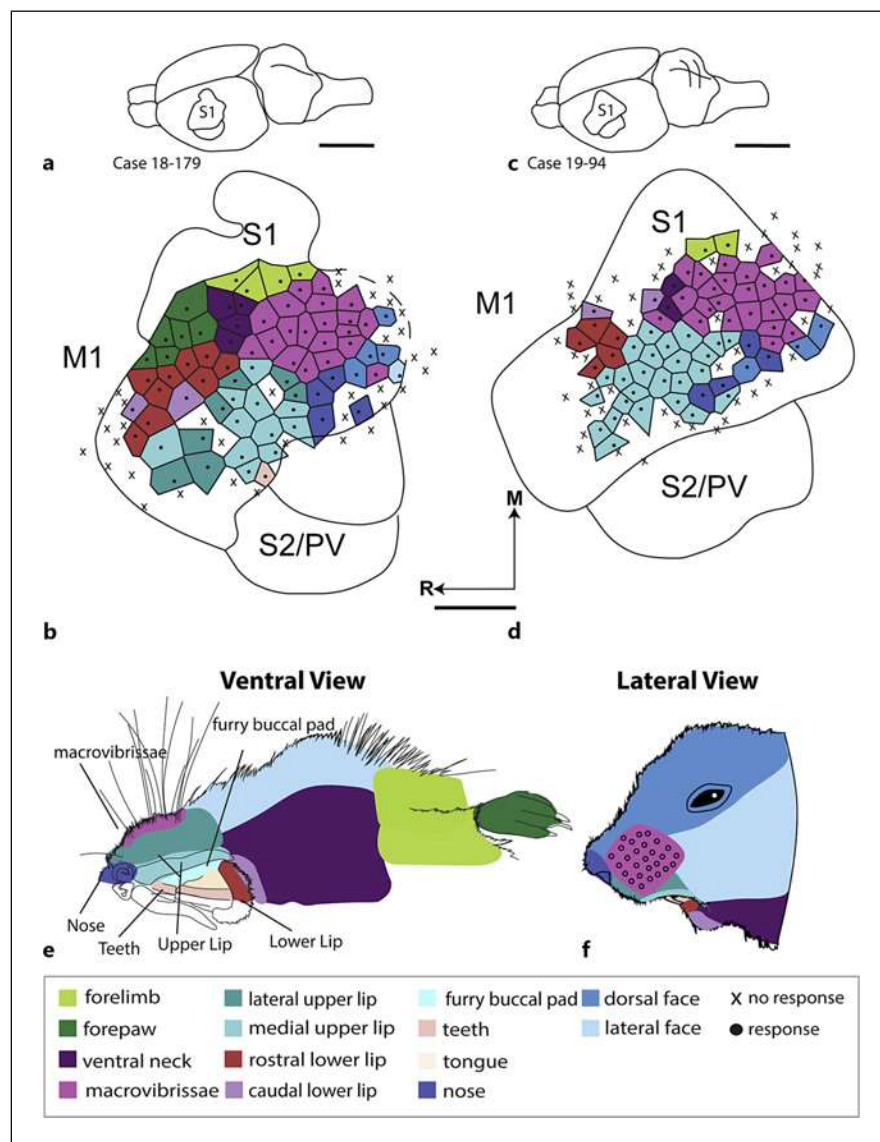 S1
S1
a Case 18-179
c Case 19-94
S1
M1
S2/PV
b
S1
M1
S2/PV
d
M
R
Ventral View
Lateral View
macrovibrissae
furry buccal pad
Nose
Teeth
Upper Lip
Lower Lip
e
f
forelimb lateral upper lip furry buccal pad dorsal face x no response
forepaw medial upper lip teeth lateral face response
ventral neck rostral lower lip tongue
macrovibrissae caudal lower lip nose